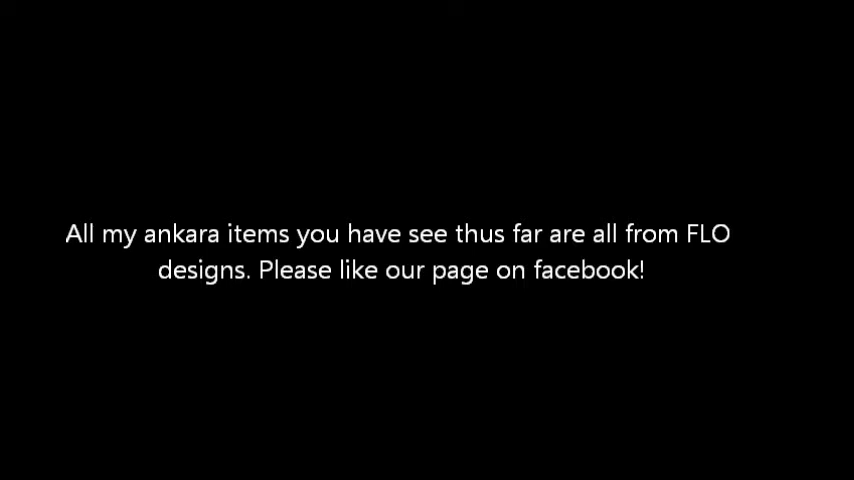 All my ankara items you have see thus far are all from FLO
designs. Please like our page on facebook!